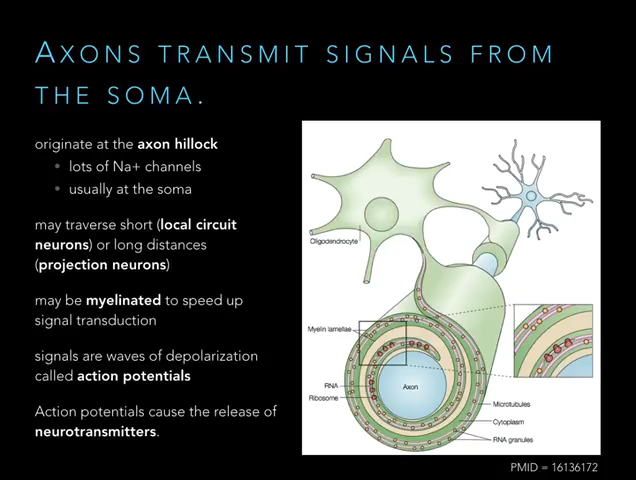 AXONS TRANSMIT SIGNALS FROM
THE SOMA.
originate at the axon hillock
• lots of Na+ channels
• usually at the soma
may traverse short (local circuit
neurons) or long distances
(projection neurons)
may be myelinated to speed up
signal transduction
signals are waves of depolarization
called action potentials
Action potentials cause the release of
neurotransmitters.
Oligodendrocyte
Myelin lamellae
RNA
Ribosome
Axon
Microtubules
Cytoplasm
RNA granules
PMID = 16136172